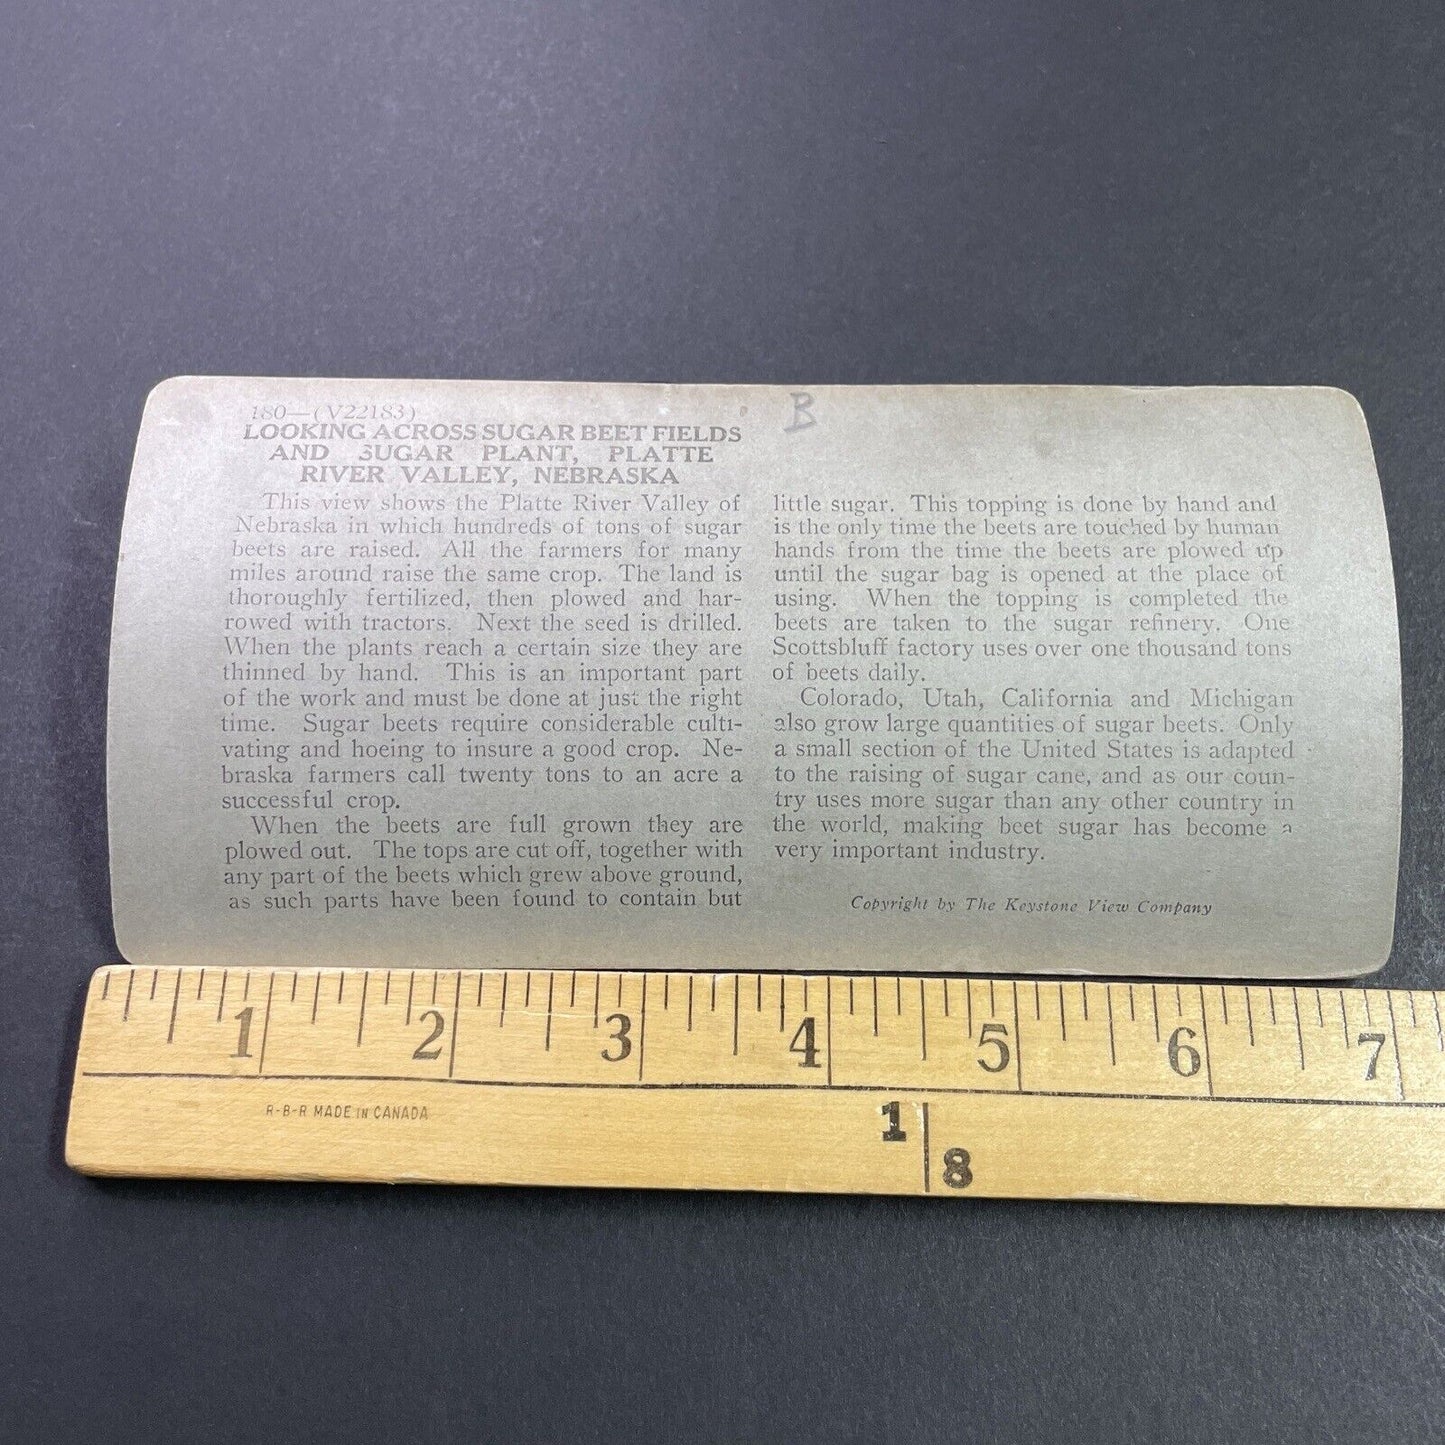 180—(V22183)
LOOKING ACROSS SUGAR BEET FIELDS
AND SUGAR PLANT, PLATTE
RIVER VALLEY, NEBRASKA
This view shows the Platte River Valley of
Nebraska in which hundreds of tons of sugar
beets are raised. All the farmers for many
miles around raise the same crop. The land is
thoroughly fertilized, then plowed and har-
rowed with tractors. Next the seed is drilled.
When the plants reach a certain size they are
thinned by hand. This is an important part
of the work and must be done at just the right
time. Sugar beets require considerable culti-
vating and hoeing to insure a good crop. Ne-
braska farmers call twenty tons to an acre a
successful crop.
When the beets are full grown they are
plowed out. The tops are cut off, together with
any part of the beets which grew above ground,
as such parts have been found to contain but
B
little sugar. This topping is done by hand and
is the only time the beets are touched by human
hands from the time the beets are plowed up
until the sugar bag is opened at the place of
using. When the topping is completed the
beets are taken to the sugar refinery. One
Scottsbluff factory uses over one thousand tons
of beets daily.
Colorado, Utah, California and Michigan
also grow large quantities of sugar beets. Only
a small section of the United States is adapted
to the raising of sugar cane, and as our coun-
try uses more sugar than any other country in
the world, making beet sugar has become a
very important industry.
Copyright by The Keystone View Company
1 2 3 4 5 6 7
R-B-R MADE IN CANADA
1
8